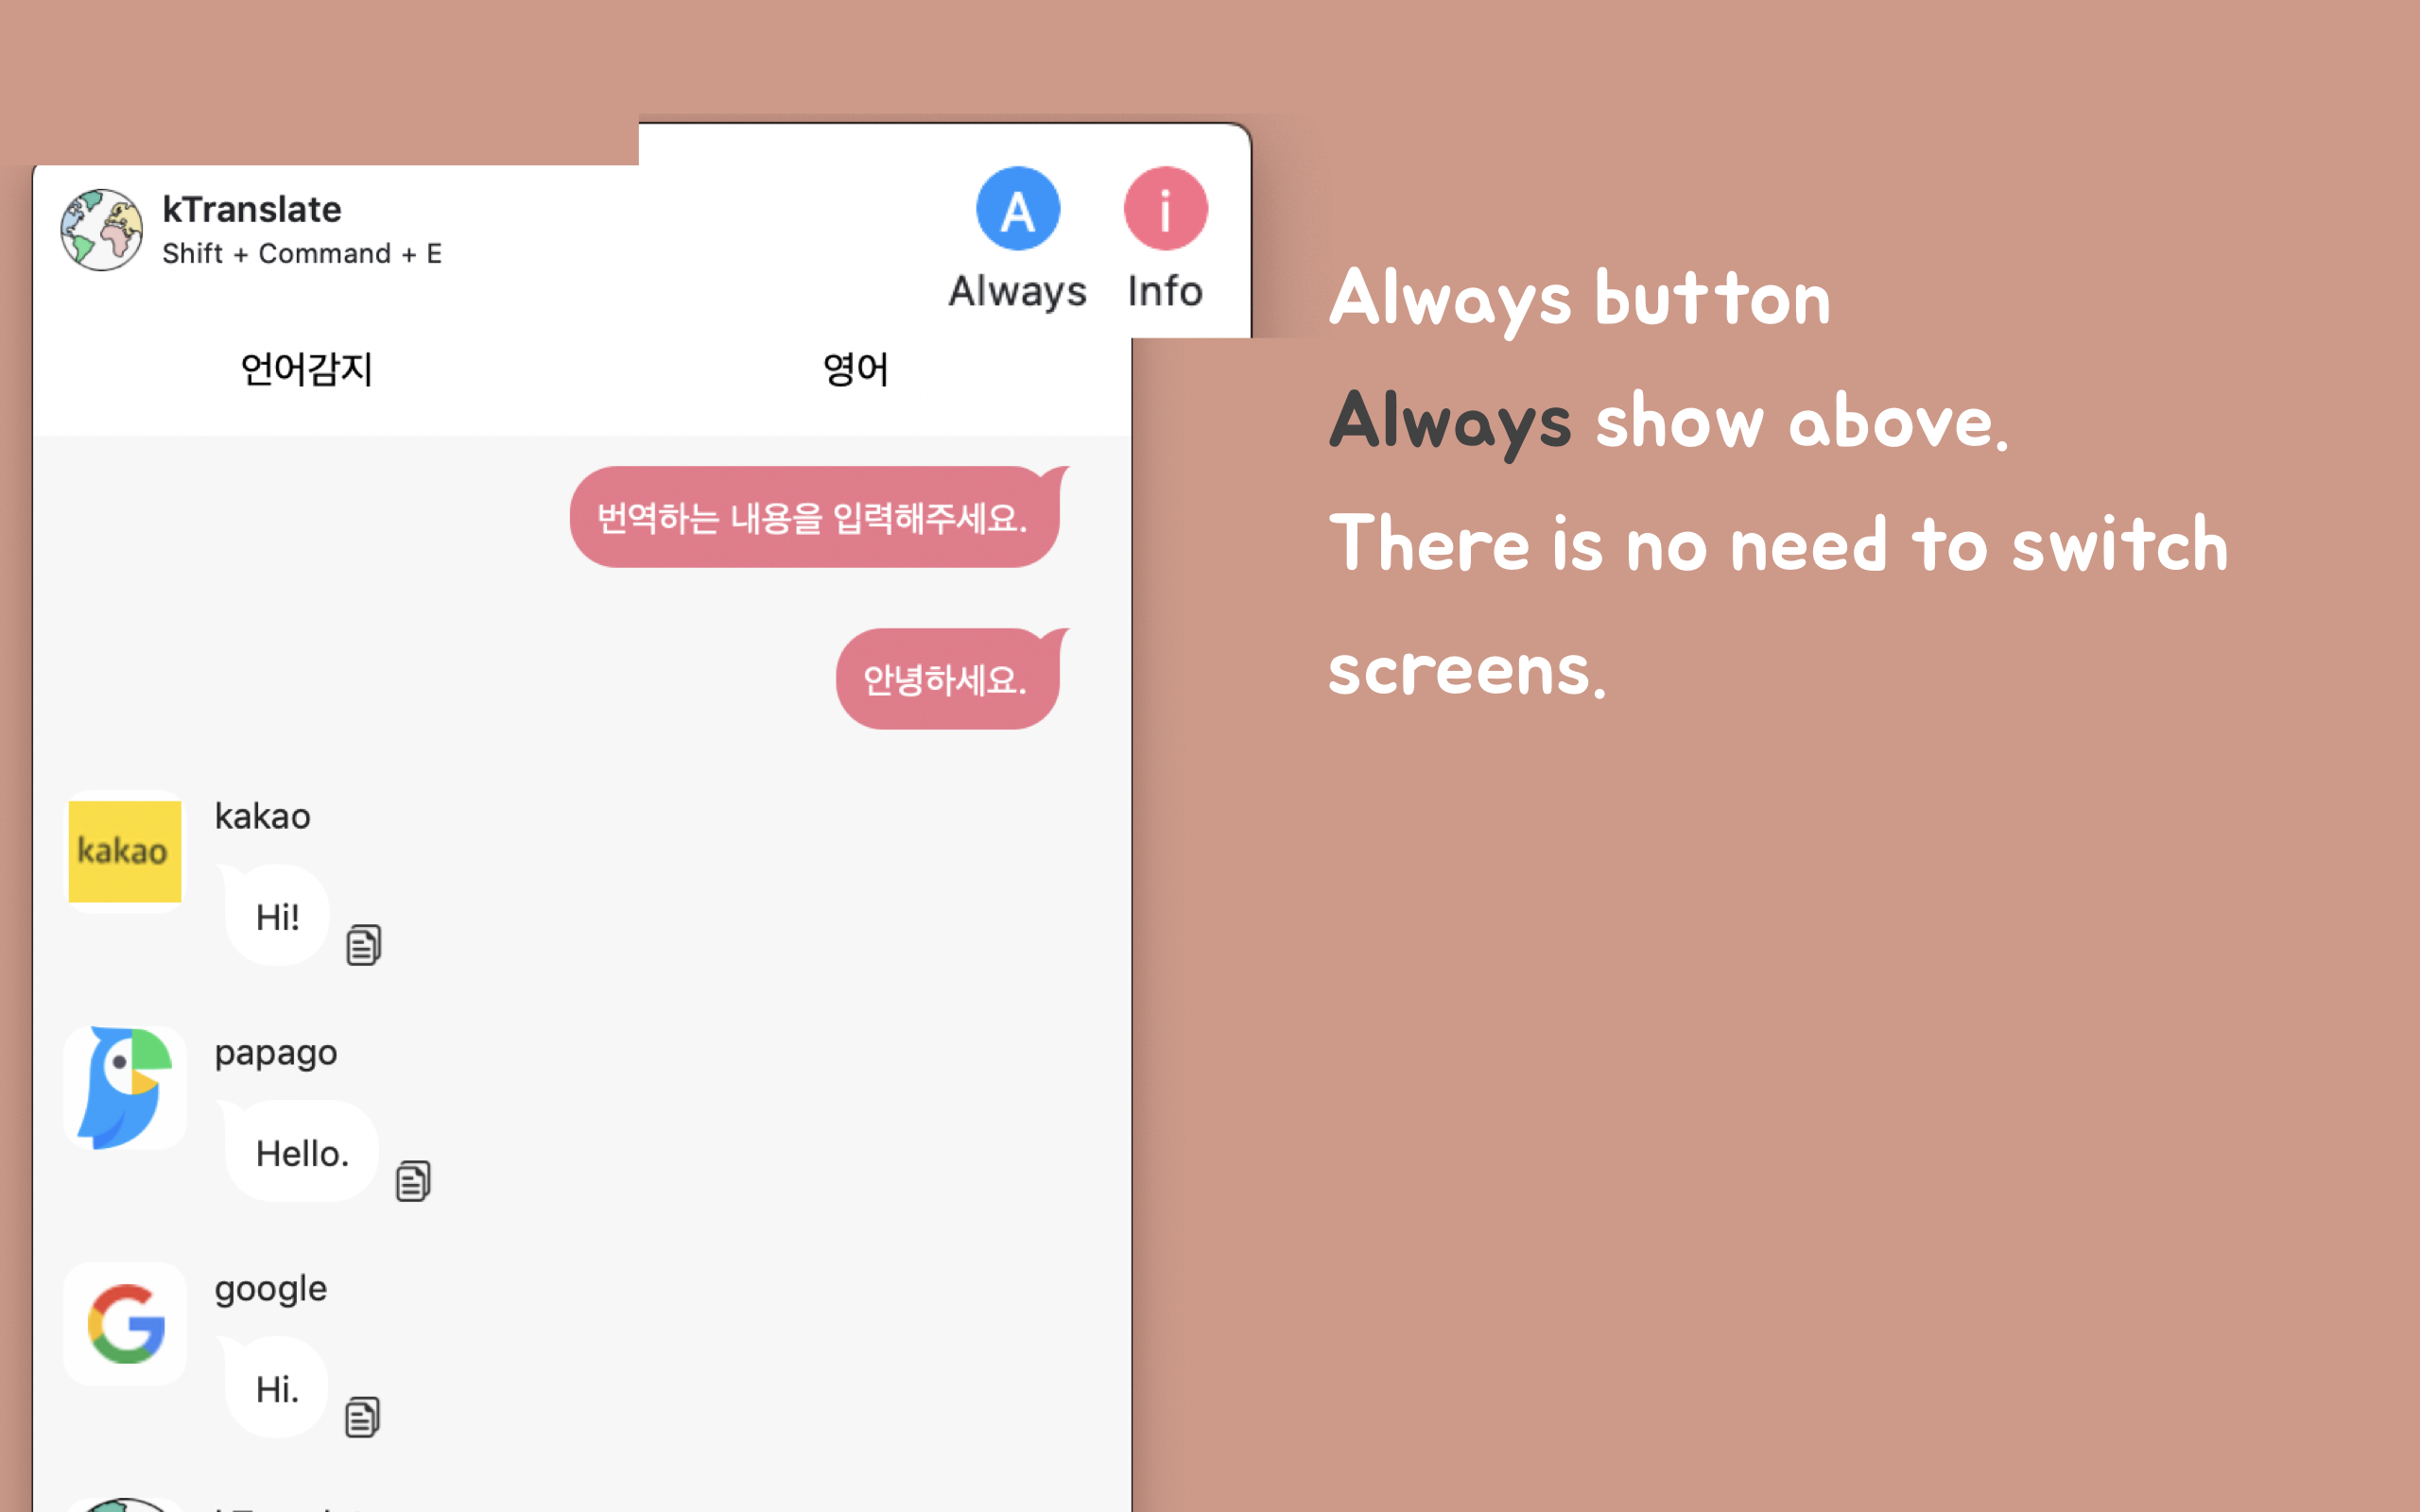 kTranslate
Shift + Command + E
A
i
Always
Info
언어감지
영어
번역하는 내용을 입력해주세요.
안녕하세요.
kakao
kakao
Hi!
papago
Hello.
google
G
Hi.
Always button
Always show above.
There is no need to switch
screens.